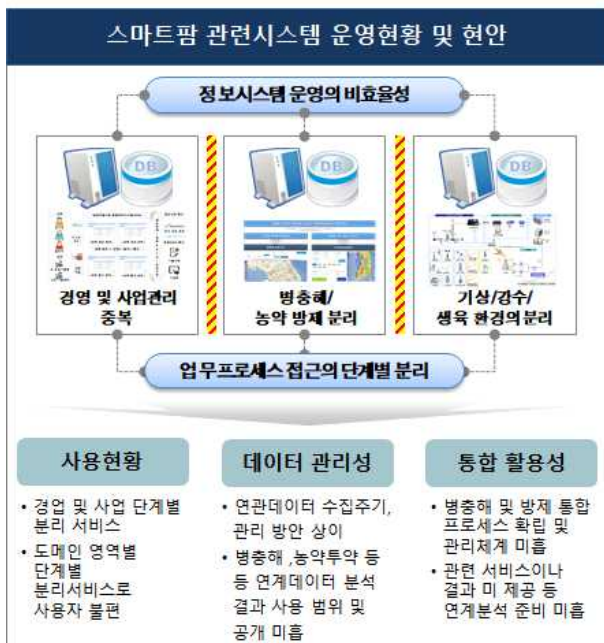 스마트팜 관련시스템 운영현황 및 현안
정보시스템 운영의 비효율성
DB
DB
DB
경영 및 사업관리
중복
병충해/
농약 방제 분리
기상/강수/
생육 환경의분리
업무프로세스 접근의 단계별 분리
사용현황
• 경업 및 사업 단계별
분리 서비스
• 도메인 영역별
단계별
분리서비스로
사용자 불편
데이터 관리성
• 연관데이터 수집주기,
관리 방안 상이
• 병충해 ,농약투약 등
등 연계데이터 분석
결과 사용 범위 및
공개 미흡
통합 활용성
• 병충해 및 방제 통합
프로세스 확립 및
관리체계 미흡
• 관련 서비스이나
결과 미 제공 등
연계분석 준비 미흡